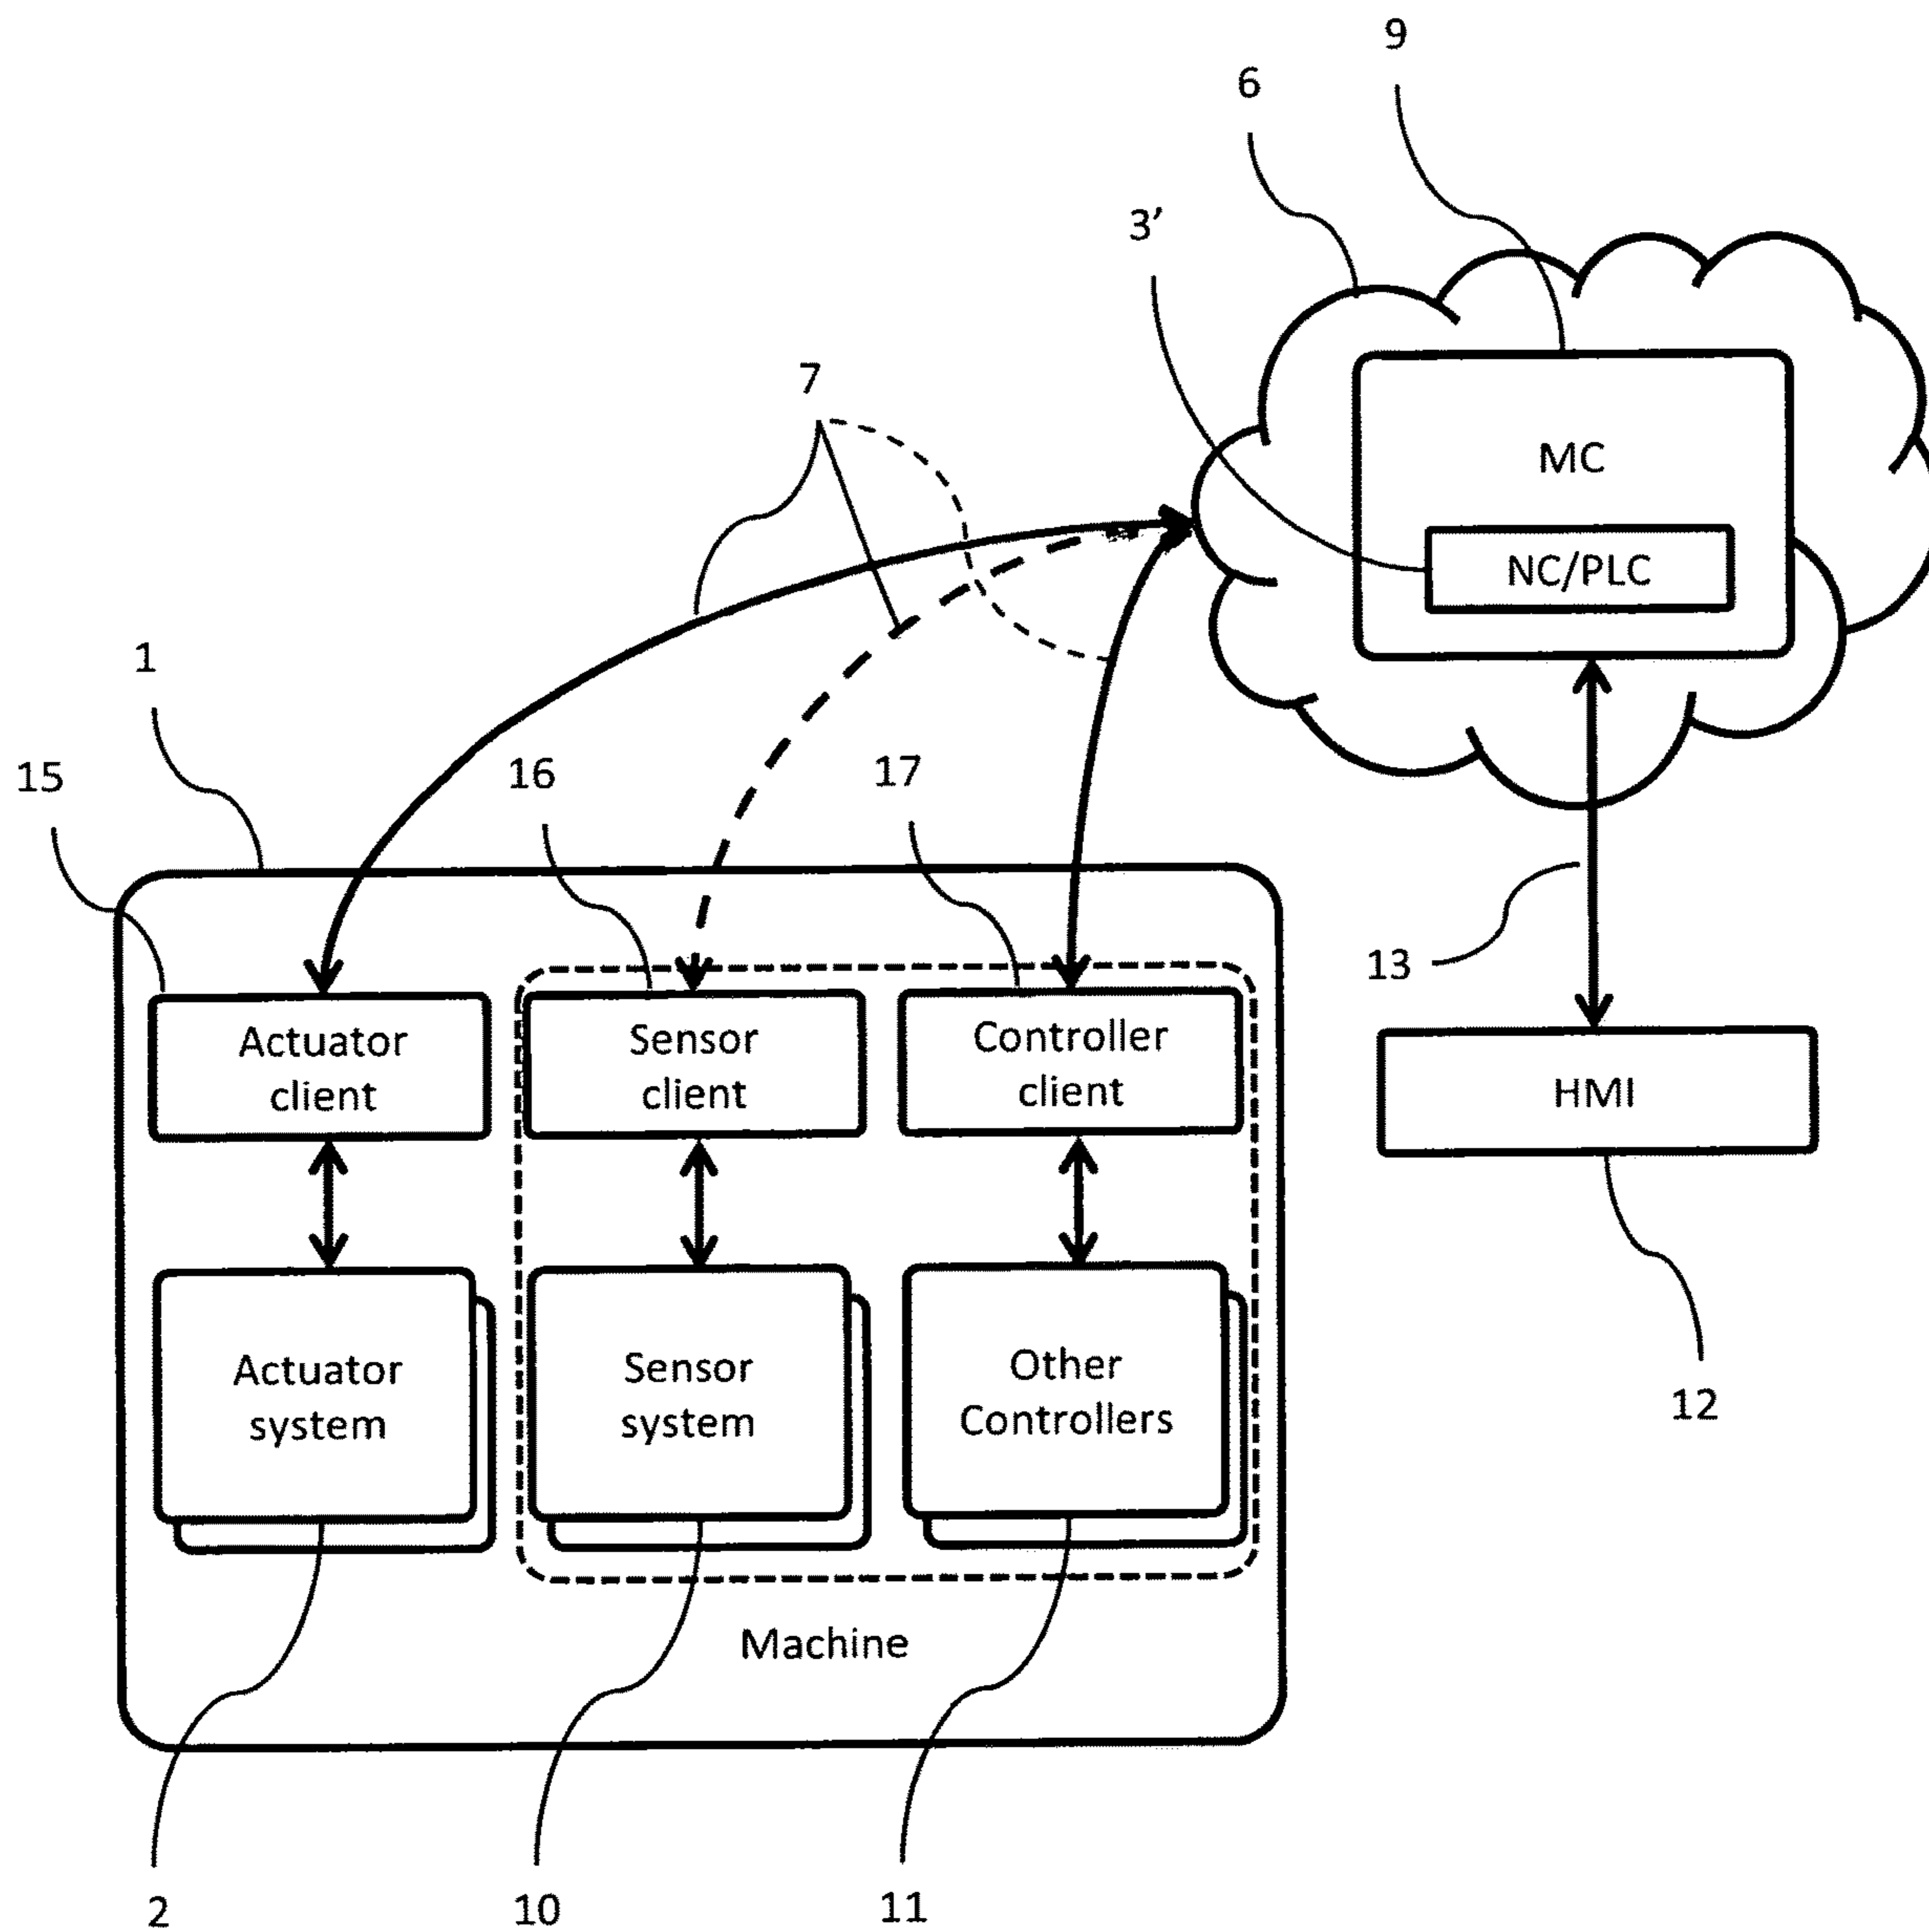 9
6
3’
7
MC
NC/PLC
1
15
16
17
13
Actuator
client
Sensor
client
Controller
client
HMI
Actuator
system
Sensor
system
Other
Controllers
12
Machine
2
10
11